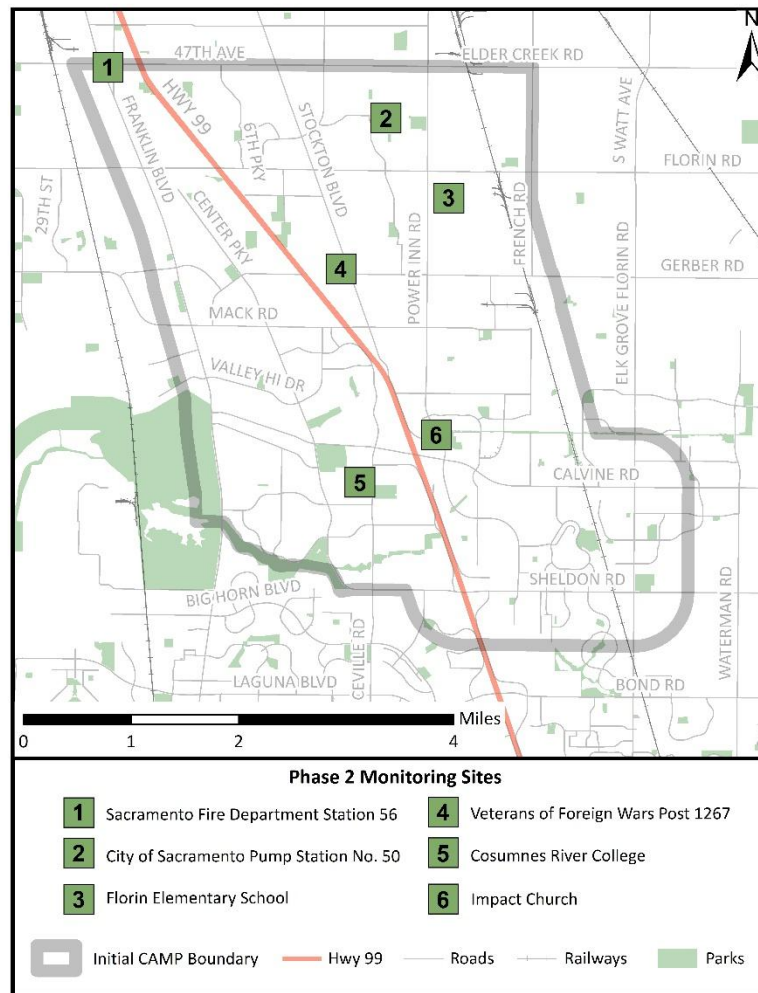 N
47TH AVE
ELDER CREEK RD
1
HWY 99
FRANKLIN BLVD
6TH PKY
STOCKTON BLVD
2
S WATT AVE
FLORIN RD
29TH ST
CENTER PKY
3
POWER INN RD
FRENCH RD
ELK GROVE FLORIN RD
4
GERBER RD
MACK RD
VALLEY HI DR
6
5
CALVINE RD
SHELDON RD
BIG HORN BLVD
CEVILLE RD
WATERMAN RD
LAGUNA BLVD
BOND RD
Miles
0 1 2 4
Phase 2 Monitoring Sites
1 Sacramento Fire Department Station 56
4 Veterans of Foreign Wars Post 1267
2 City of Sacramento Pump Station No. 50
5 Cosumnes River College
3 Florin Elementary School
6 Impact Church
Initial CAMP Boundary Hwy 99 Roads Railways Parks